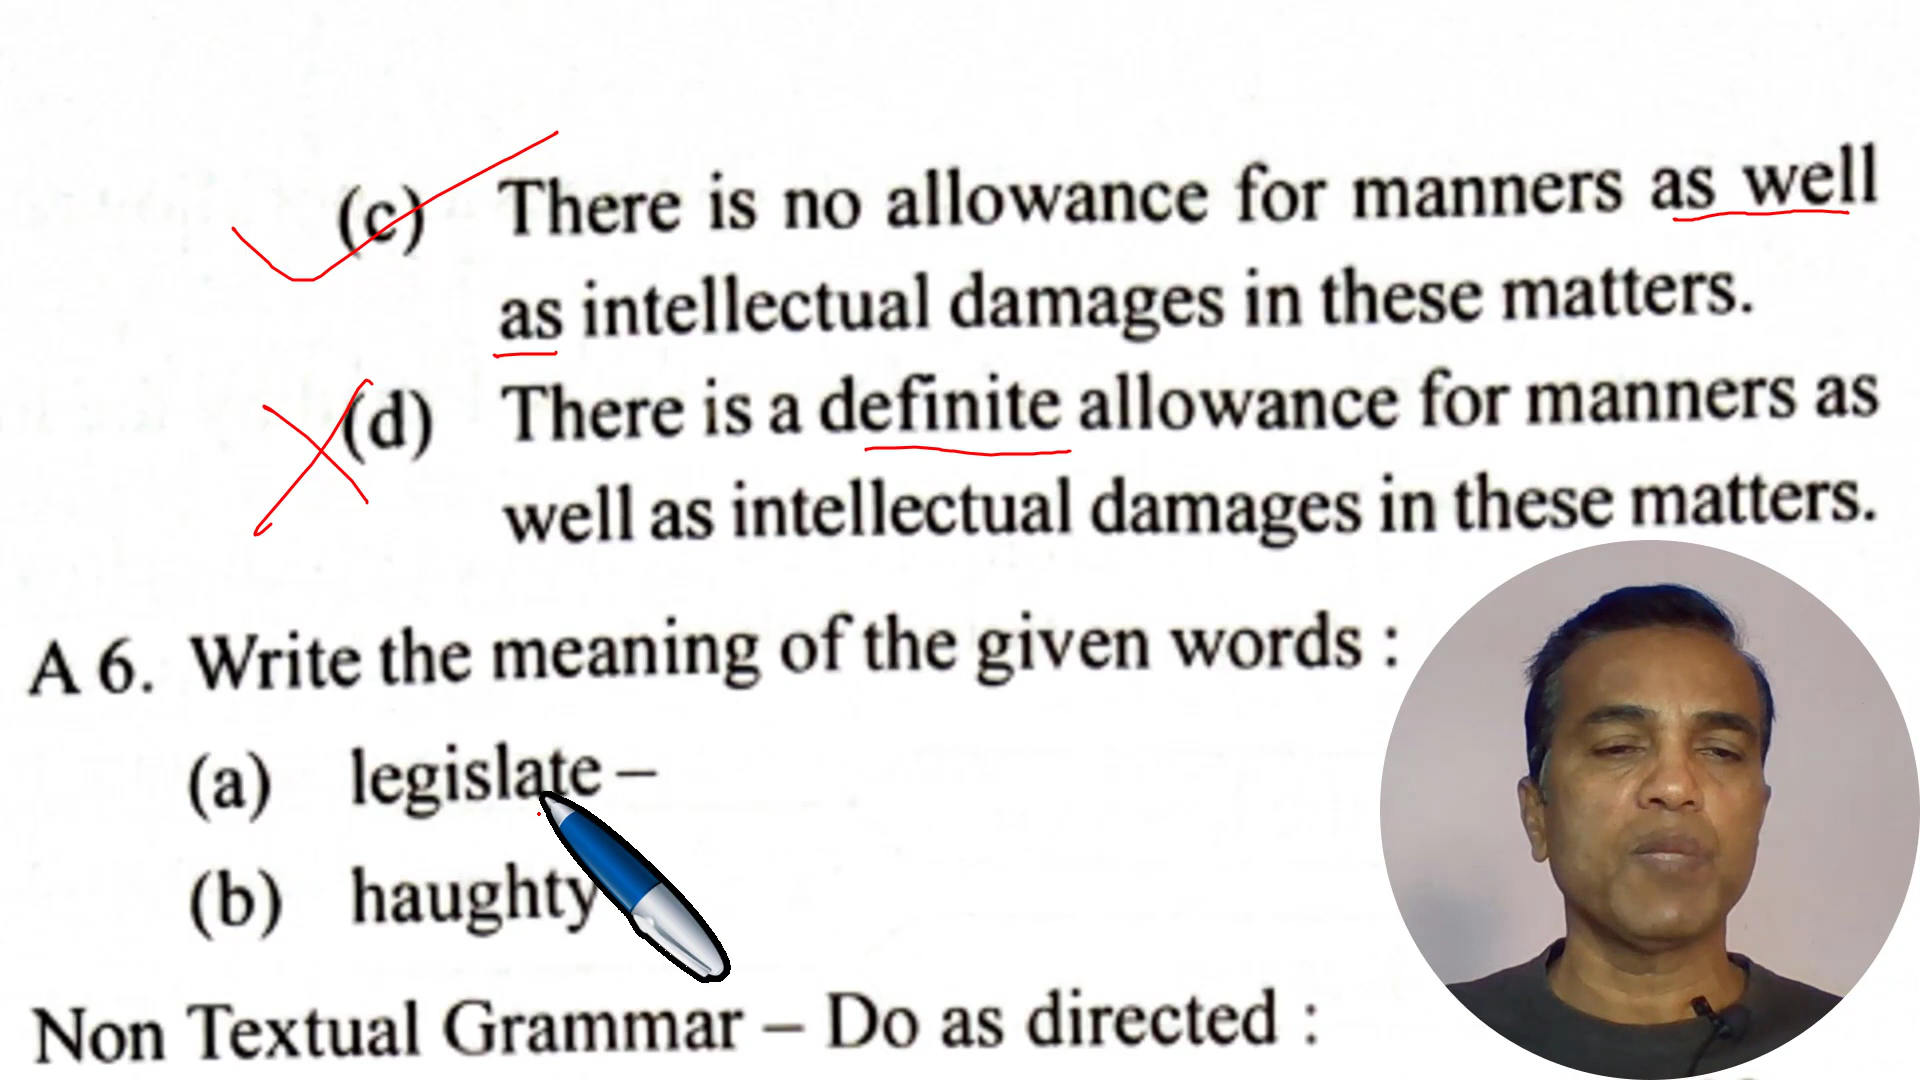 (c) There is no allowance for manners as well
as intellectual damages in these matters.
(d) There is a definite allowance for manners as
well as intellectual damages in these matters.
A 6. Write the meaning of the given words :
(a) legislate –
(b) haughty
Non Textual Grammar – Do as directed :